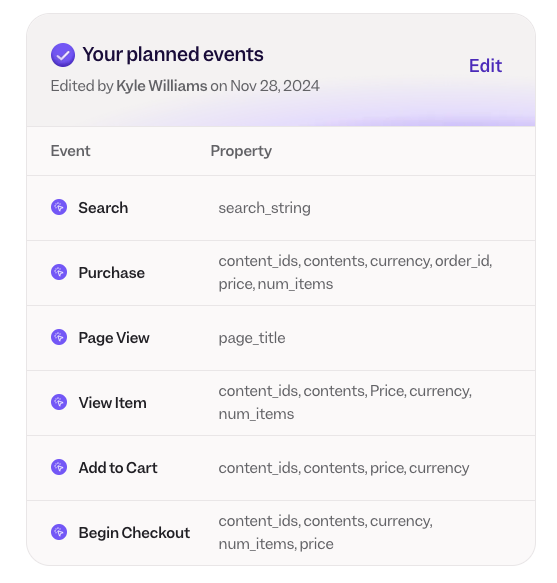 Your planned events
Edited by Kyle Williams on Nov 28, 2024
Edit
Event Property
Search search_string
Purchase content_ids, contents, currency, order_id,
price, num_items
Page View page_title
View Item content_ids, contents, Price, currency,
num_items
Add to Cart content_ids, contents, price, currency
Begin Checkout content_ids, contents, currency,
num_items, price